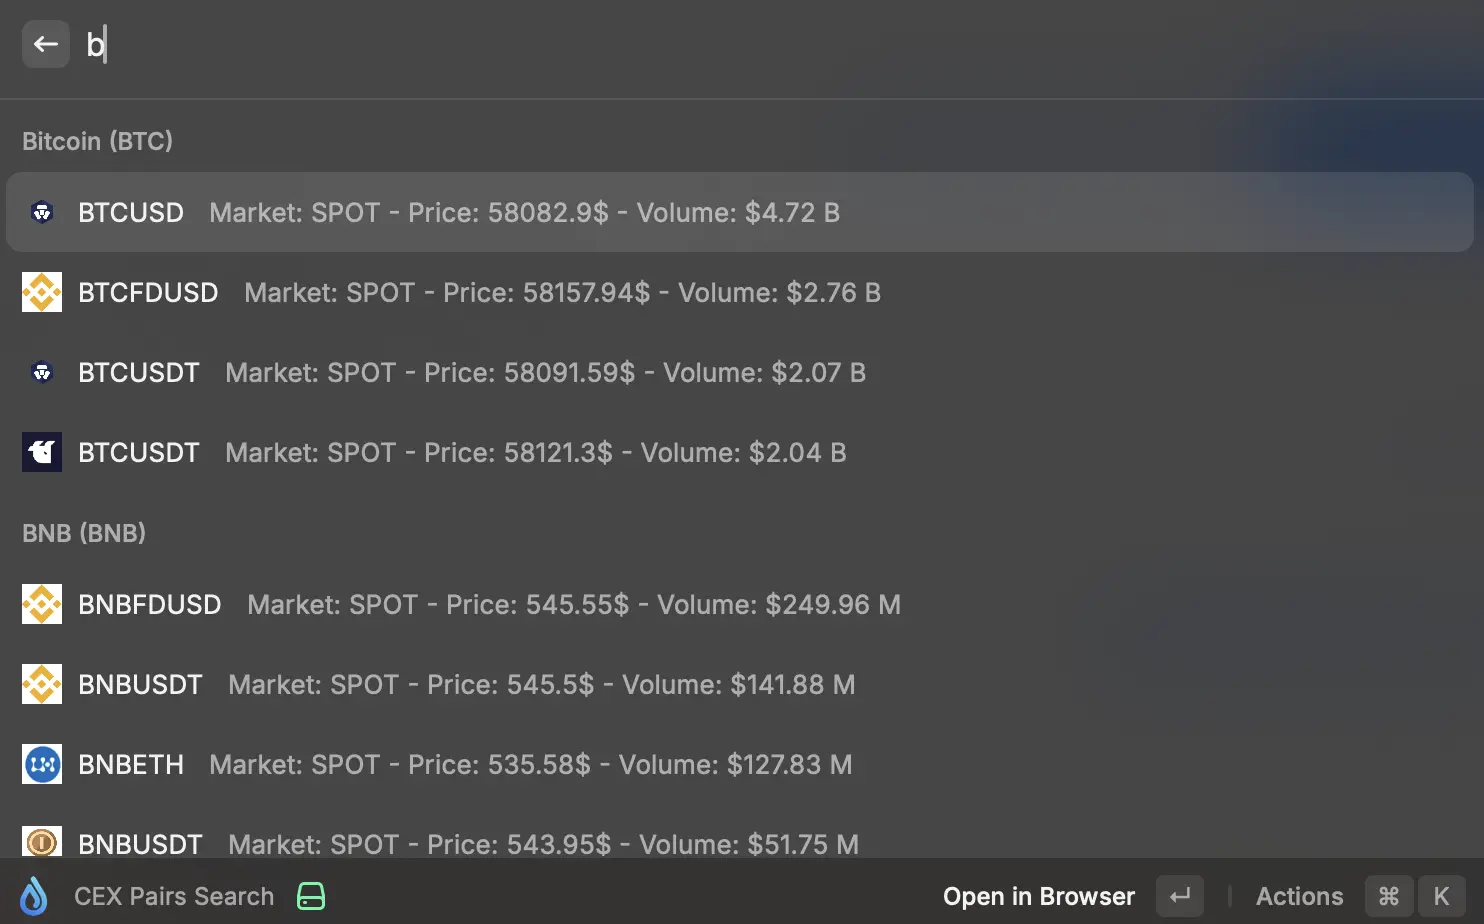 b
Bitcoin (BTC)
BTCUSD Market: SPOT - Price: 58082.9$ - Volume: $4.72 B
BTCFDUSD Market: SPOT - Price: 58157.94$ - Volume: $2.76 B
BTCUSDT Market: SPOT - Price: 58091.59$ - Volume: $2.07 B
BTCUSDT Market: SPOT - Price: 58121.3$ - Volume: $2.04 B
BNB (BNB)
BNBFDUSD Market: SPOT - Price: 545.55$ - Volume: $249.96 M
BNBUSDT Market: SPOT - Price: 545.5$ - Volume: $141.88 M
BNBETH Market: SPOT - Price: 535.58$ - Volume: $127.83 M
BNBUSDT Market: SPOT - Price: 543.95$ - Volume: $51.75 M
CEX Pairs Search Open in Browser ↵ | Actions ⌘ K